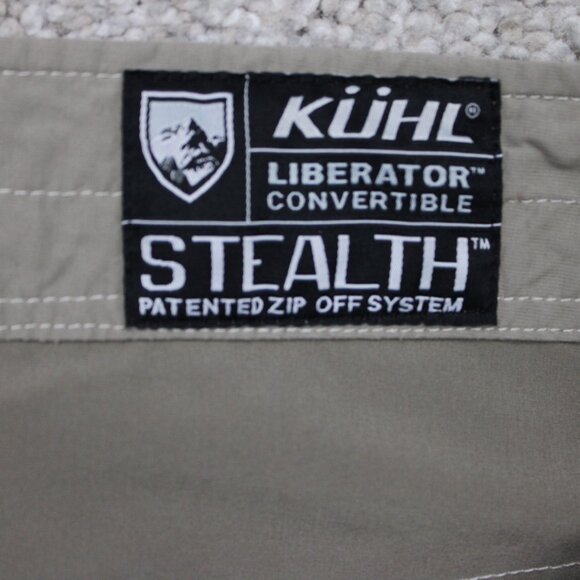 KÜHL®
LIBERATOR™
CONVERTIBLE
STEALTH™
PATENTED ZIP OFF SYSTEM